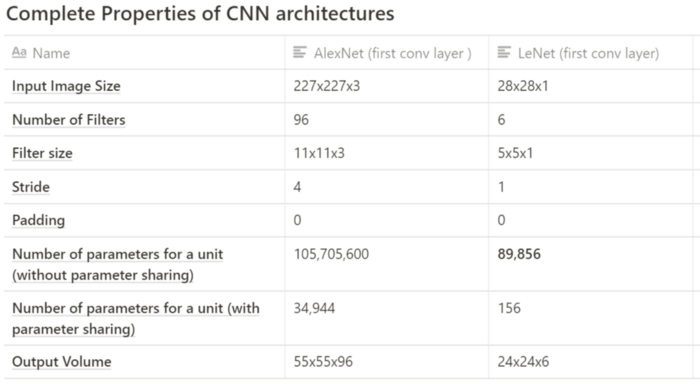 Complete Properties of CNN architectures
Aa Name AlexNet (first conv layer ) LeNet (first conv layer)
Input Image Size 227x227x3 28x28x1
Number of Filters 96 6
Filter size 11x11x3 5x5x1
Stride 4 1
Padding 0 0
Number of parameters for a unit (without parameter sharing) 105,705,600 89,856
Number of parameters for a unit (with parameter sharing) 34,944 156
Output Volume 55x55x96 24x24x6